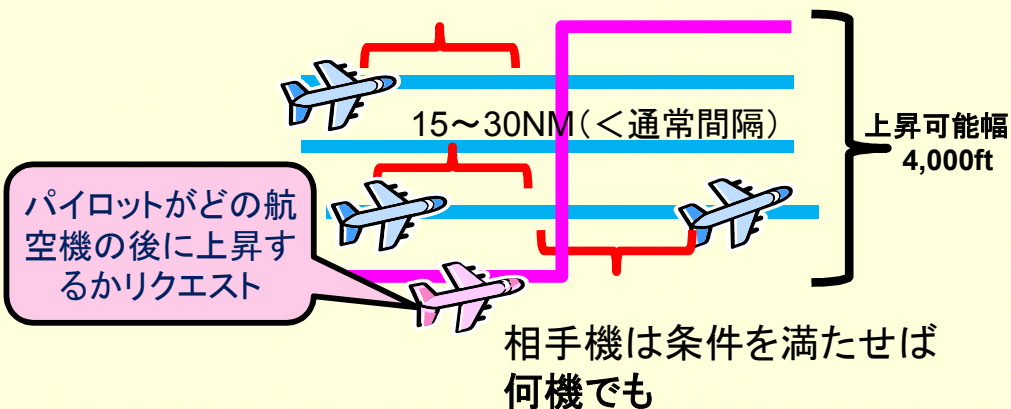 15～30NM(＜通常間隔)
上昇可能幅
4,000ft
パイロットがどの航
空機の後に上昇す
るかリクエスト
相手機は条件を満たせば
何機でも